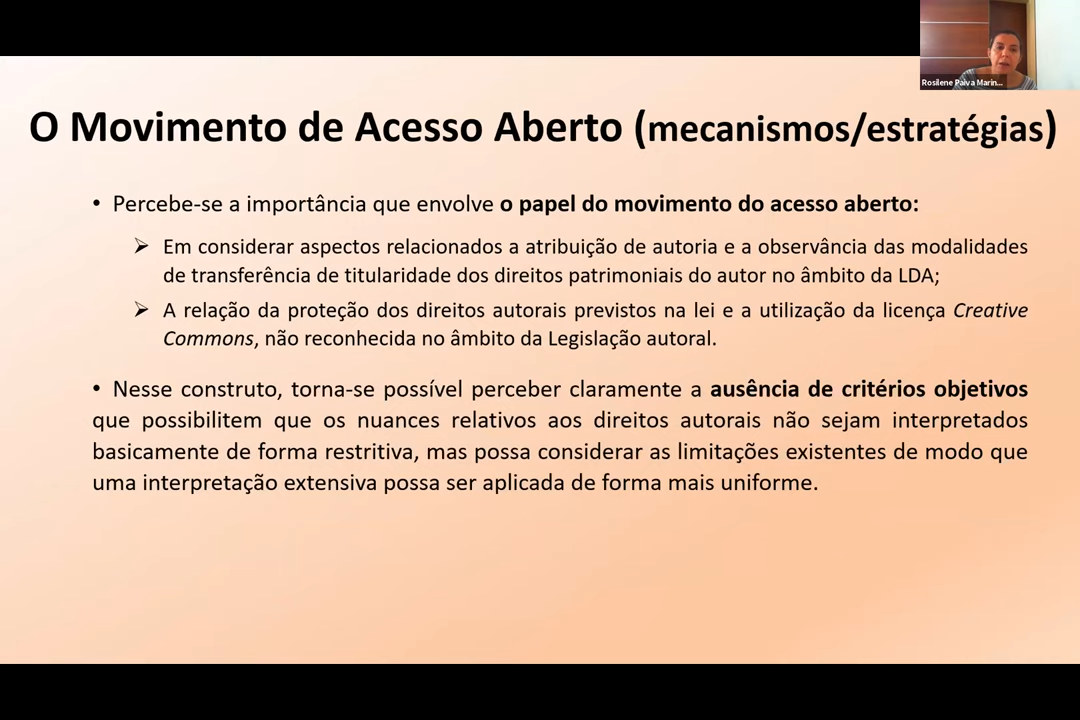 Rosilene Paiva Marin...
O Movimento de Acesso Aberto (mecanismos/estratégias)
• Percebe-se a importância que envolve o papel do movimento do acesso aberto:
➢ Em considerar aspectos relacionados a atribuição de autoria e a observância das modalidades
de transferência de titularidade dos direitos patrimoniais do autor no âmbito da LDA;
➢ A relação da proteção dos direitos autorais previstos na lei e a utilização da licença Creative
Commons, não reconhecida no âmbito da Legislação autoral.
• Nesse construto, torna-se possível perceber claramente a ausência de critérios objetivos
que possibilitem que os nuances relativos aos direitos autorais não sejam interpretados
basicamente de forma restritiva, mas possa considerar as limitações existentes de modo que
uma interpretação extensiva possa ser aplicada de forma mais uniforme.